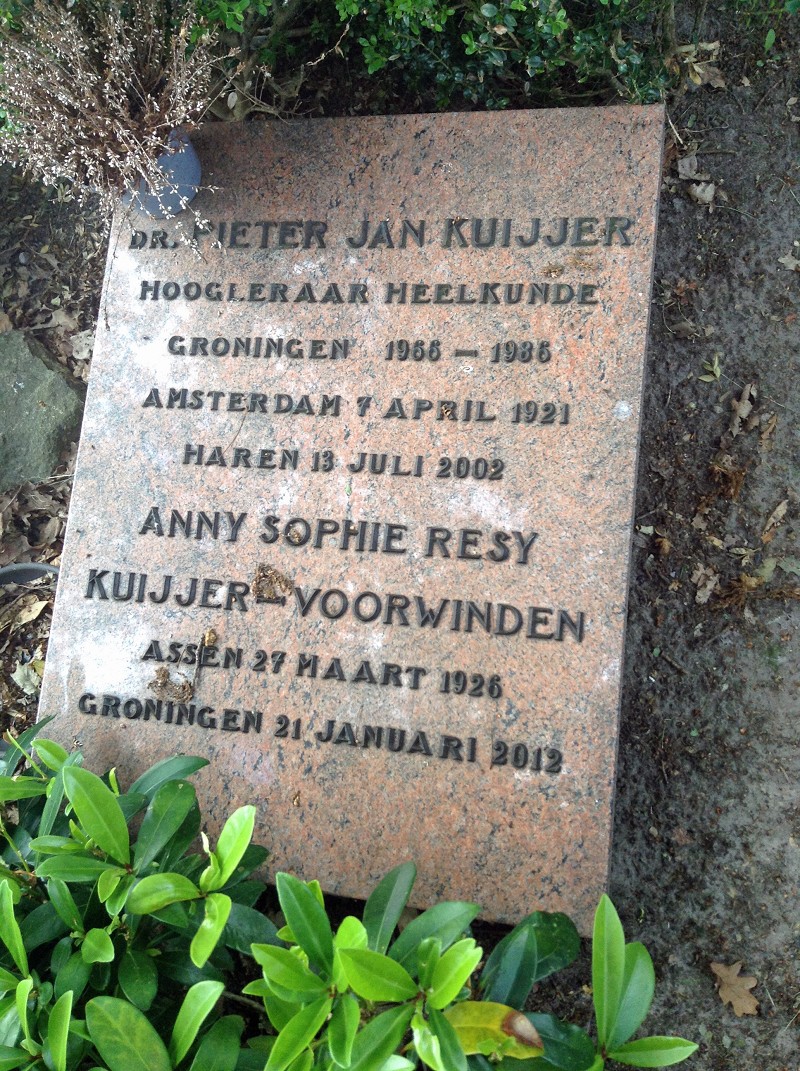 DR. PIETER JAN KUIJJER
HOOGLERAAR HEELKUNDE
GRONINGEN 1966 – 1986
AMSTERDAM 7 APRIL 1921
HAREN 13 JULI 2002
ANNY SOPHIE RESY
KUIJJER – VOORWINDEN
ASSEN 27 MAART 1926
GRONINGEN 21 JANUARI 2012